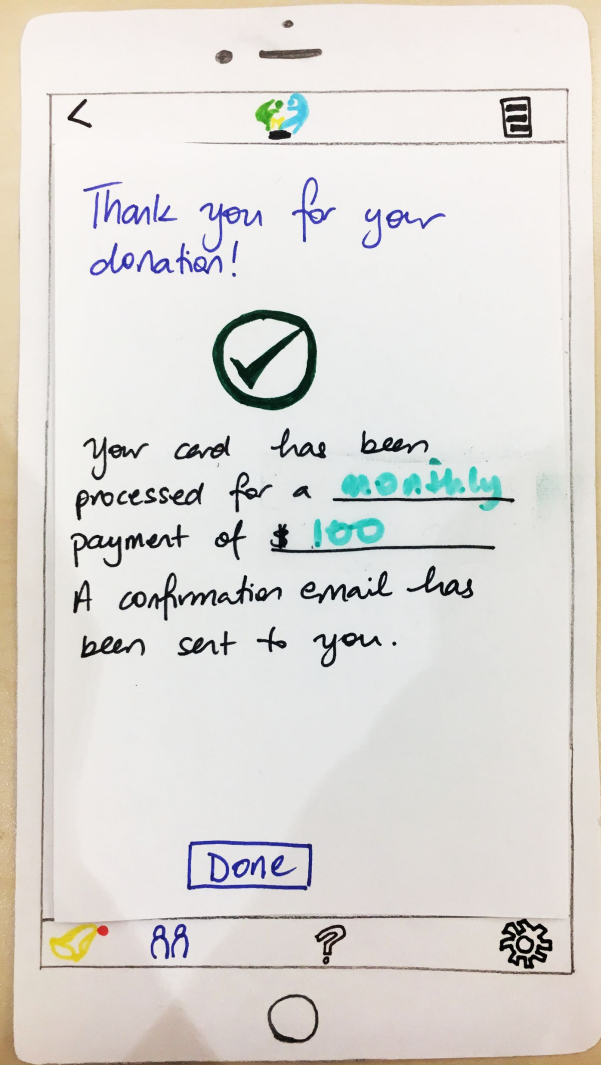 Thank you for your
donation!
Your card has been
processed for a monthly
payment of $ 100
A confirmation email has
been sent to you.
Done
?